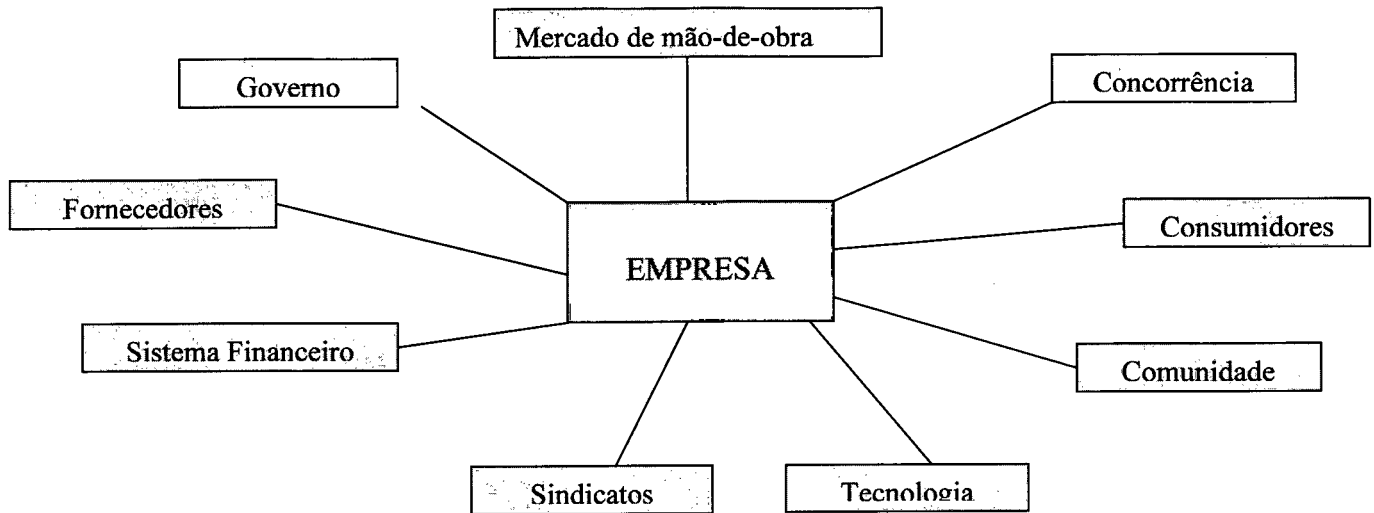 Mercado de mão-de-obra
Governo
Concorrência
Fornecedores
Consumidores
EMPRESA
Sistema Financeiro
Comunidade
Sindicatos
Tecnologia